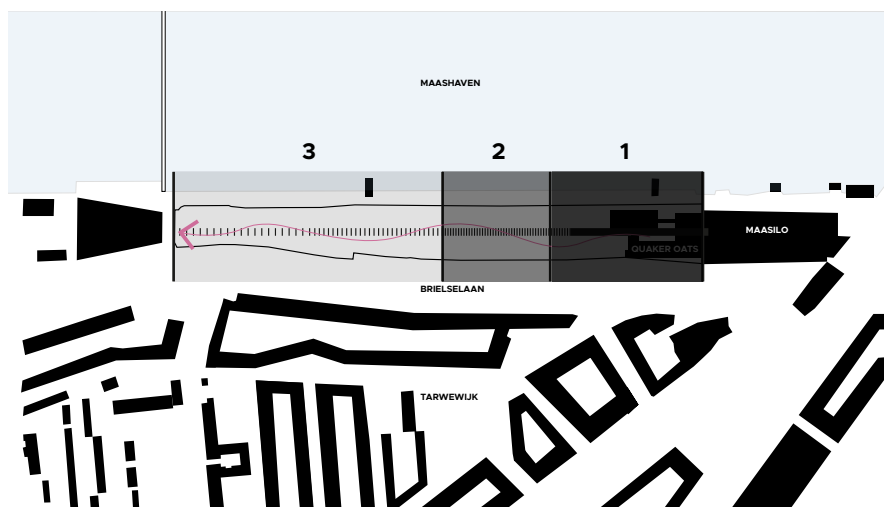 MAASHAVEN
3
2
1
MAASILO
QUAKER OATS
BRIELSELAAN
TARWEWIJK